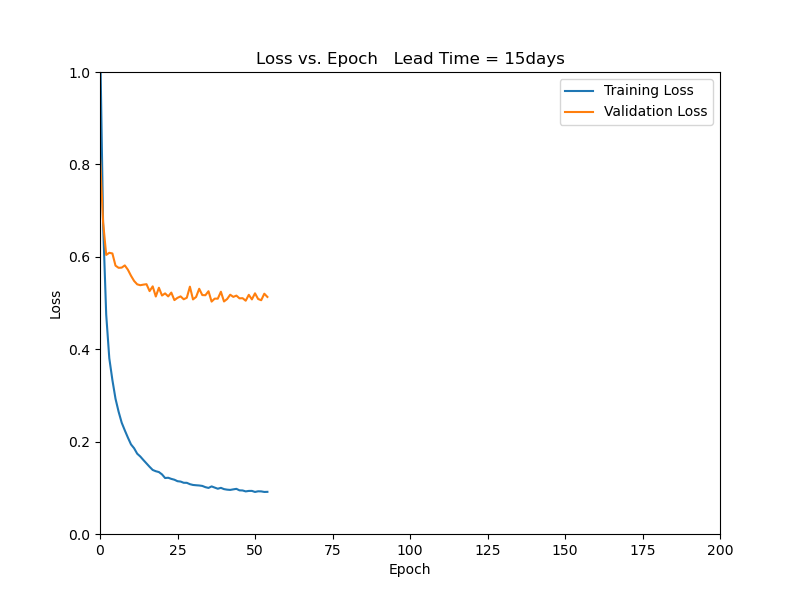 Loss vs. Epoch   Lead Time = 15days
Training Loss
Validation Loss
Loss
1.0
0.8
0.6
0.4
0.2
0.0
0 25 50 75 100 125 150 175 200
Epoch